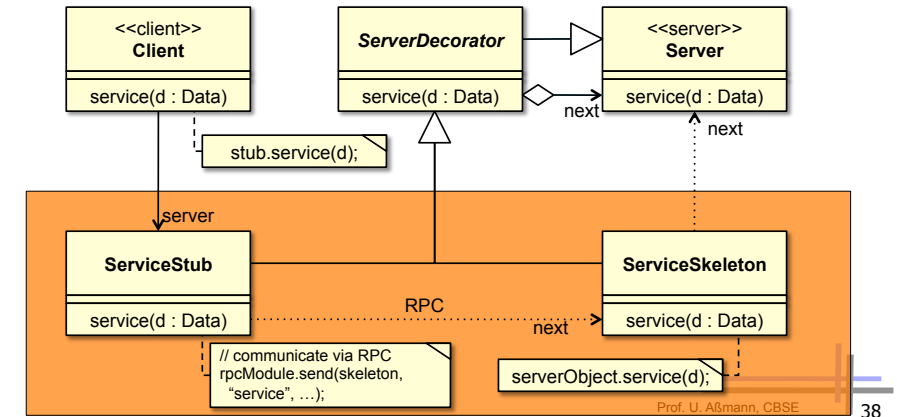 <<client>>
Client
service(d : Data)
ServerDecorator
service(d : Data)
next
<<server>>
Server
service(d : Data)
next
stub.service(d);
server
ServiceStub
service(d : Data)
RPC
next
ServiceSkeleton
service(d : Data)
// communicate via RPC
rpcModule.send(skeleton,
“service”, …);
serverObject.service(d);
Prof. U. Aßmann, CBSE
38